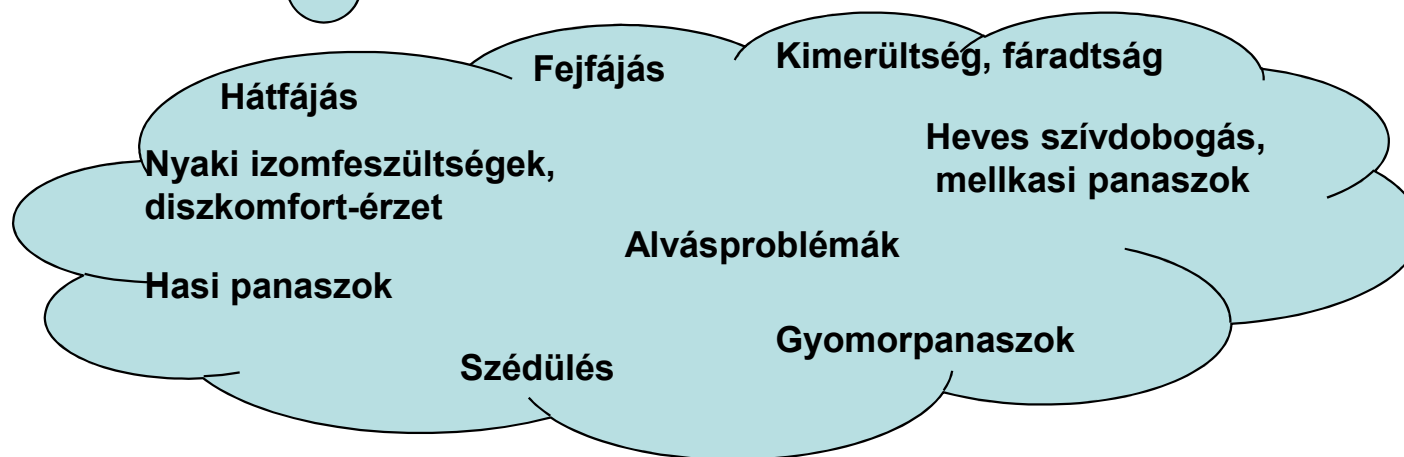 Fejfájás
Kimerültség, fáradtság
Hátfájás
Heves szívdobogás,
mellkasi panaszok
Nyaki izomfeszültségek,
diszkomfort-érzet
Alvásproblémák
Hasi panaszok
Gyomorpanaszok
Szédülés